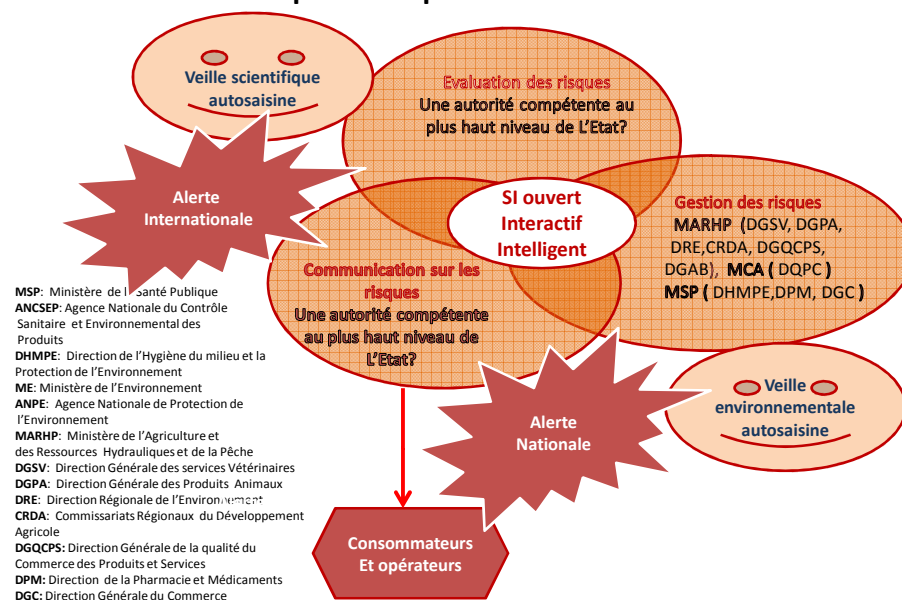 Veille scientifique
autosaisine
Evaluation des risques
Une autorité compétente au
plus haut niveau de L'Etat?
Alerte
Internationale
SI ouvert
Interactif
Intelligent
Gestion des risques
MARHP (DGSV, DGPA,
DRE,CRDA, DGQCPS,
DGAB), MCA ( DQPC )
MSP ( DHMPE,DPM, DGC )
Communication sur les
risques
Une autorité compétente
au plus haut niveau de
L'Etat?
MSP: Ministère de l Santé Publique
ANCSEP: Agence Nationale du Contrôle
Sanitaire et Environnemental des
Produits
DHMPE: Direction de l'Hygiène du milieu et la
Protection de l'Environnement
ME: Ministère de l'Environnement
ANPE: Agence Nationale de Protection de
l'Environnement
MARHP: Ministère de l'Agriculture et
des Ressources Hydrauliques et de la Pêche
DGSV: Direction Générale des services Vétérinaires
DGPA: Direction Générale des Produits Animaux
DRE: Direction Régionale de l'Environnement
CRDA: Commissariats Régionaux du Développement
Agricole
DGQCPS: Direction Générale de la qualité du
Commerce des Produits et Services
DPM: Direction de la Pharmacie et Médicaments
DGC: Direction Générale du Commerce
Alerte
Nationale
Veille
environnementale
autosaisine
Consommateurs
Et opérateurs